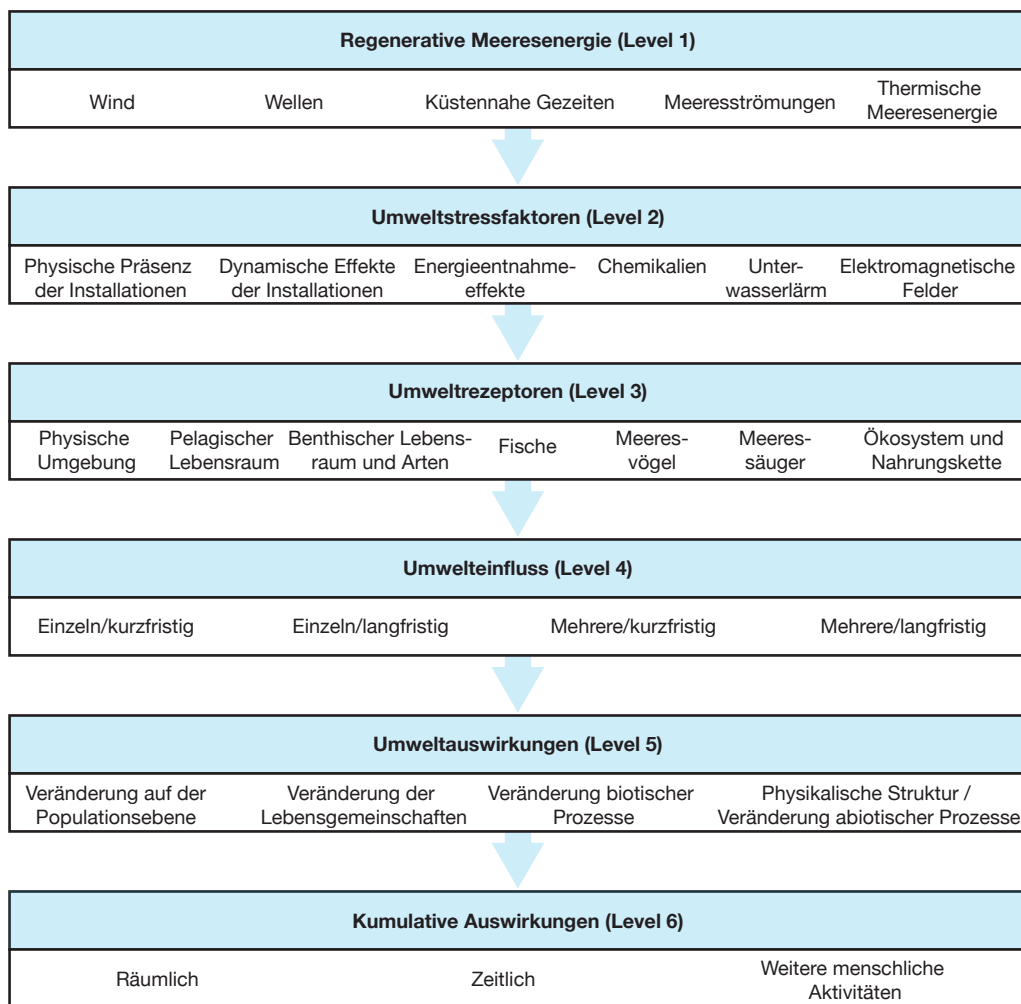 Regenerative Meeresenergie (Level 1)
Wind Wellen Küstennahe Gezeiten Meeresströmungen Thermische
Meeresenergie
Umweltstressfaktoren (Level 2)
Physische Präsenz Dynamische Effekte Energieentnahme- Chemikalien Unter- Elektromagnetische
der Installationen der Installationen effekte wasserlärm Felder
Umweltrezeptoren (Level 3)
Physische Pelagischer Benthischer Lebens- Fische Meeres- Meeres- Ökosystem und
Umgebung Lebensraum raum und Arten vögel säuger Nahrungskette
Umwelteinfluss (Level 4)
Einzeln/kurzfristig Einzeln/langfristig Mehrere/kurzfristig Mehrere/langfristig
Umweltauswirkungen (Level 5)
Veränderung auf der Veränderung der Veränderung biotischer Physikalische Struktur /
Populationsebene Lebensgemeinschaften Prozesse Veränderung abiotischer Prozesse
Kumulative Auswirkungen (Level 6)
Räumlich Zeitlich Weitere menschliche
Aktivitäten